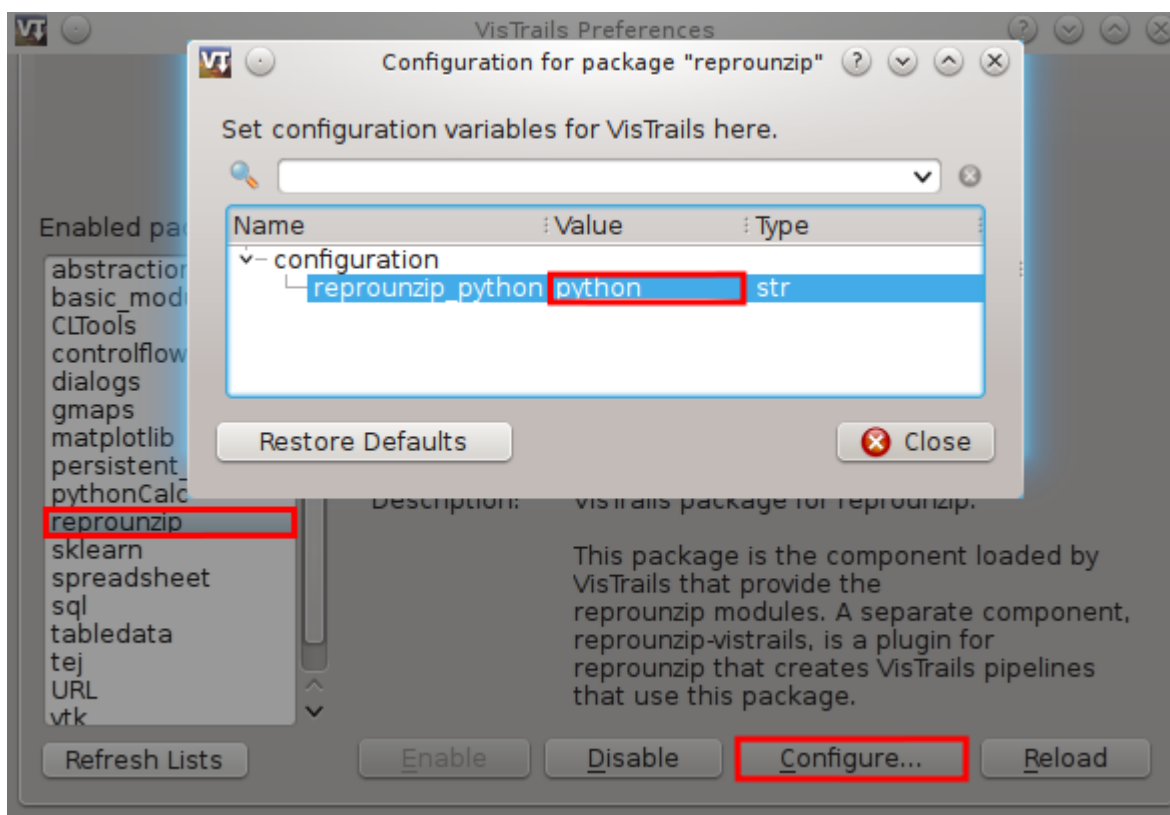 VisTrails Preferences
Configuration for package "reprounzip"
Set configuration variables for VisTrails here.
Name Value Type
configuration
reprounzip_python python str
Restore Defaults Close
Enabled pa
abstraction
basic_mod
CLTools
controlflow
dialogs
gmaps
matplotlib
persistent_
pythonCalc
reprounzip
sklearn
spreadsheet
sql
tabledata
tej
URL
vtk
Refresh Lists
Description: VisTrails package for reprounzip.
This package is the component loaded by
VisTrails that provide the
reprounzip modules. A separate component,
reprounzip-vistrails, is a plugin for
reprounzip that creates VisTrails pipelines
that use this package.
Enable Disable Configure... Reload